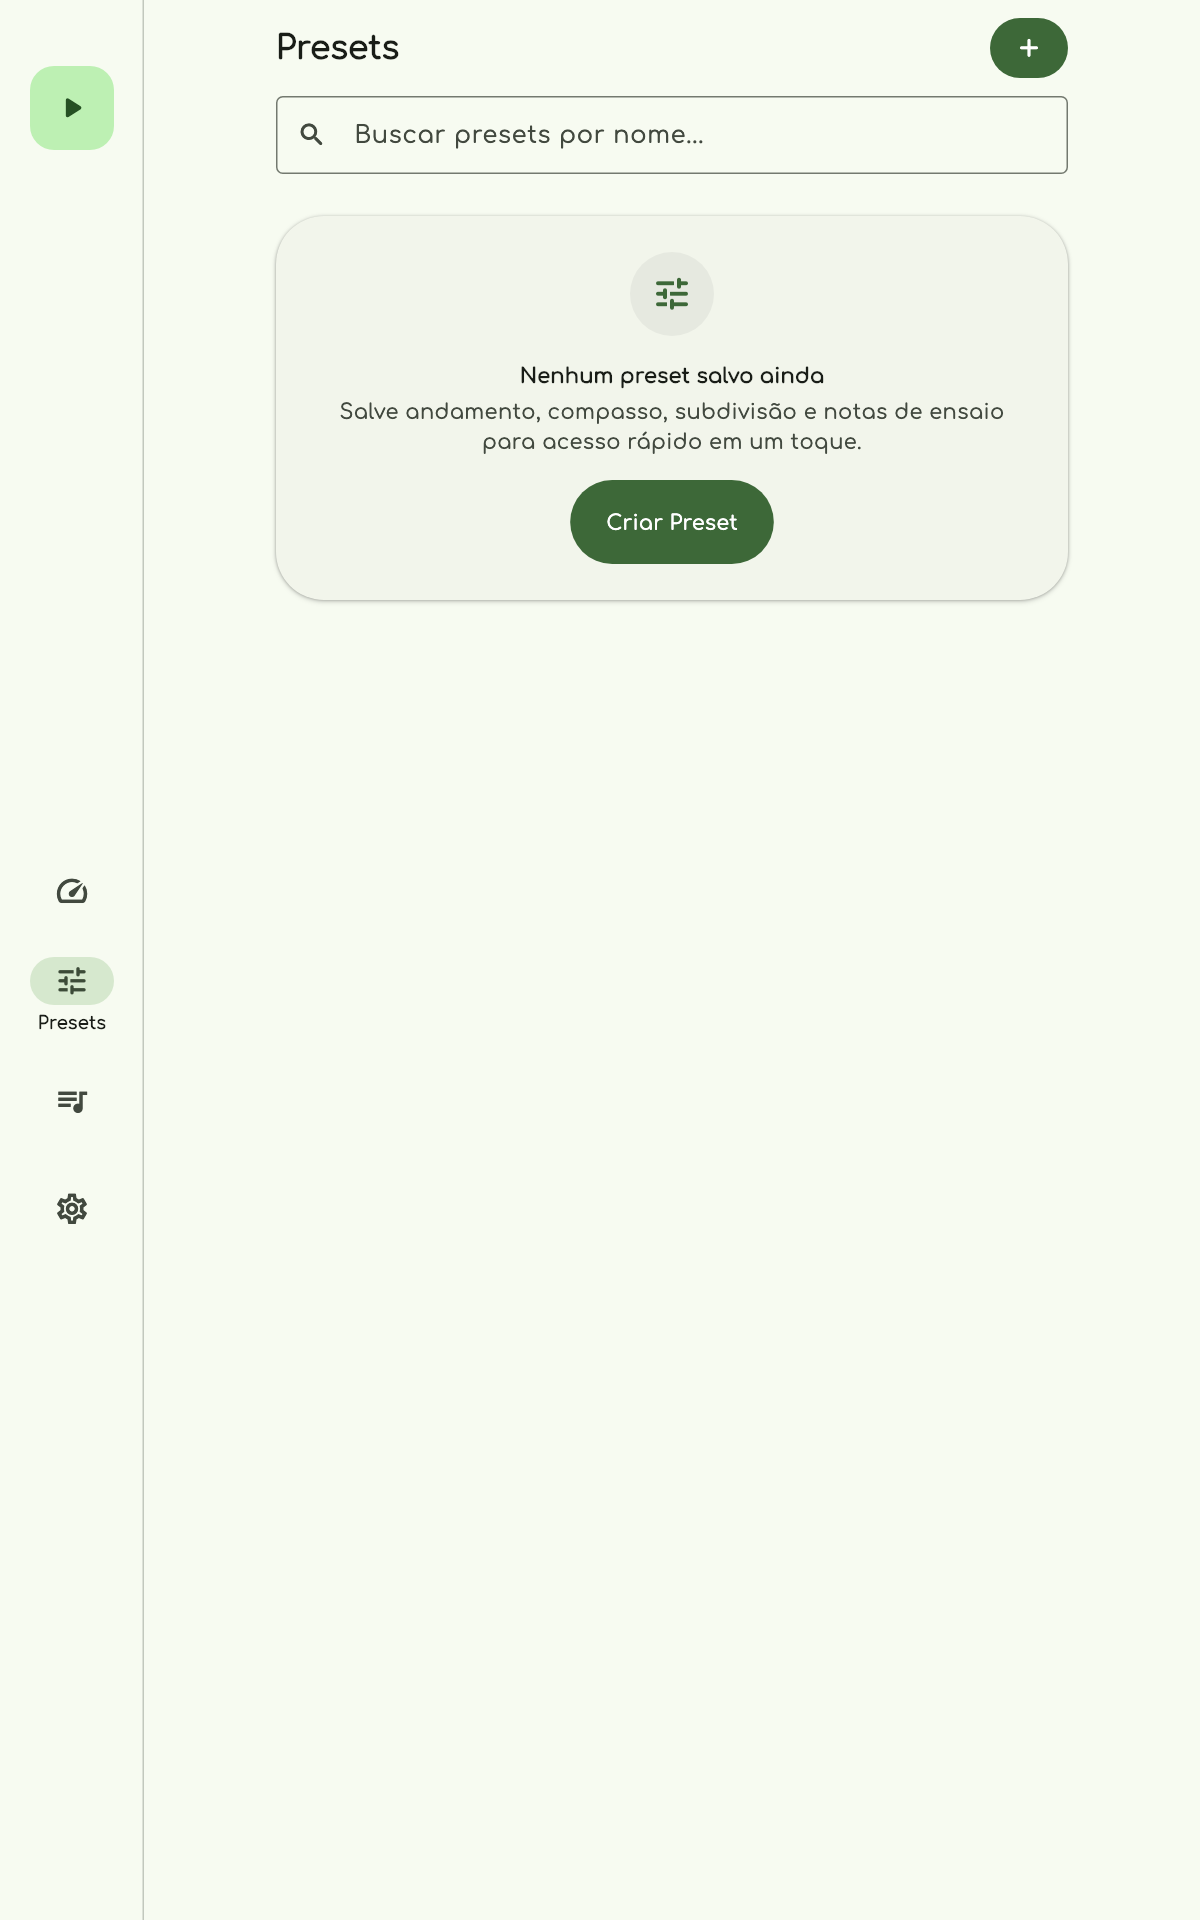 Presets
Buscar presets por nome...
Nenhum preset salvo ainda
Salve andamento, compasso, subdivisão e notas de ensaio
para acesso rápido em um toque.
Criar Preset
Presets